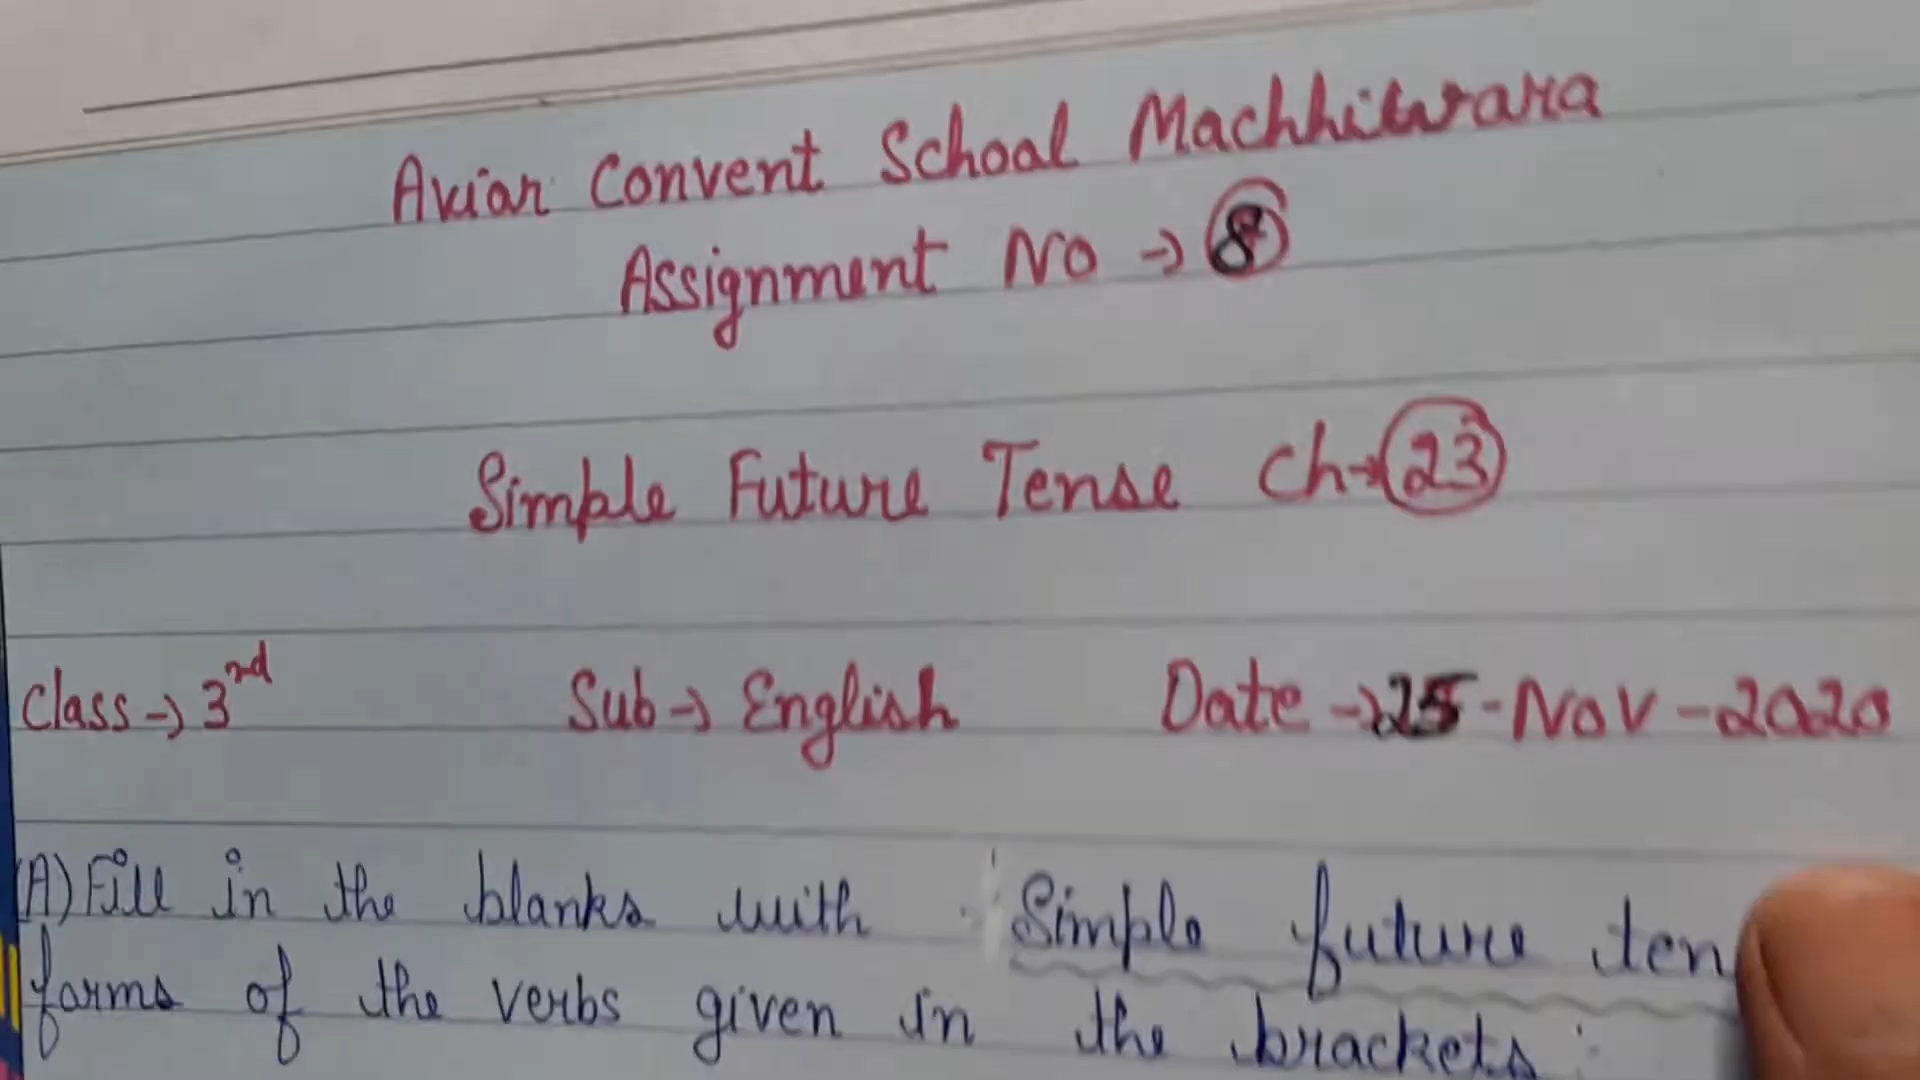 Avian Convent School Machhiwara
Assignment No → 8
Simple Future Tense Ch→ 23
Class → 3rd Sub → English Date → 25-Nov-2020
(A) Fill in the blanks with Simple future ten
forms of the verbs given in the brackets: